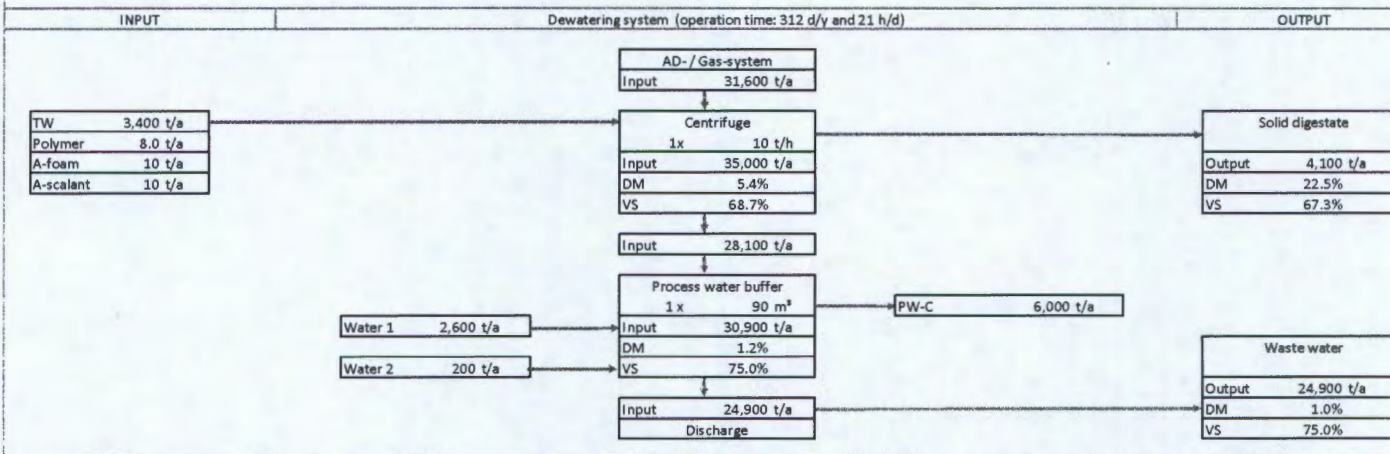 INPUT
Dewatering system (operation time: 312 d/y and 21 h/d)
OUTPUT
AD- / Gas-system
Input 31,600 t/a
TW 3,400 t/a
Polymer 8.0 t/a
A-foam 10 t/a
A-scalant 10 t/a
Centrifuge
1x 10 t/h
Input 35,000 t/a
DM 5.4%
VS 68.7%
Solid digestate
Output 4,100 t/a
DM 22.5%
VS 67.3%
Input 28,100 t/a
Process water buffer
1 x 90 m³
Input 30,900 t/a
DM 1.2%
VS 75.0%
PW-C 6,000 t/a
Water 1 2,600 t/a
Water 2 200 t/a
Waste water
Output 24,900 t/a
DM 1.0%
VS 75.0%
Input 24,900 t/a
Discharge